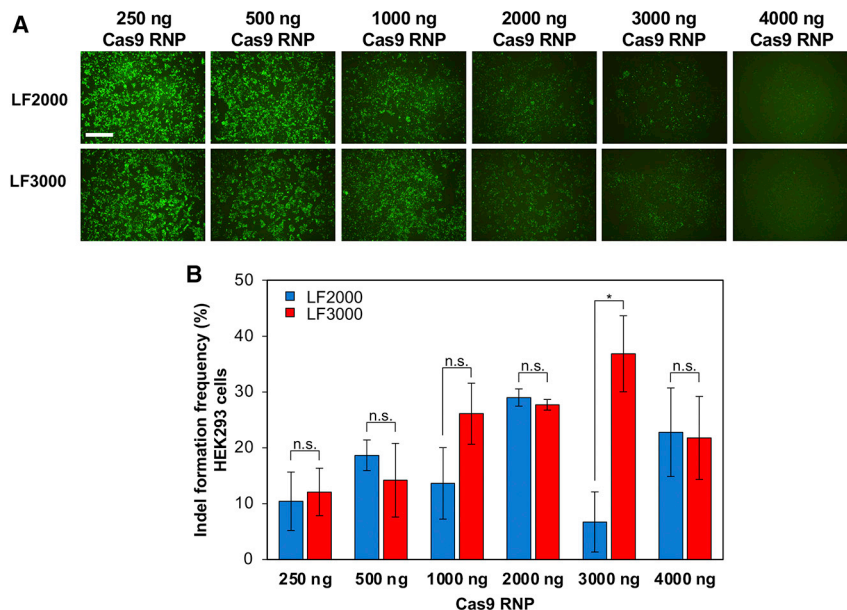 A
250 ng 500 ng 1000 ng 2000 ng 3000 ng 4000 ng
Cas9 RNP Cas9 RNP Cas9 RNP Cas9 RNP Cas9 RNP Cas9 RNP
LF2000
LF3000
B
Indel formation frequency (%)
HEK293 cells
50
40
30
20
10
0
LF2000
LF3000
n.s.
n.s.
n.s.
n.s.
*
n.s.
250 ng 500 ng 1000 ng 2000 ng 3000 ng 4000 ng
Cas9 RNP